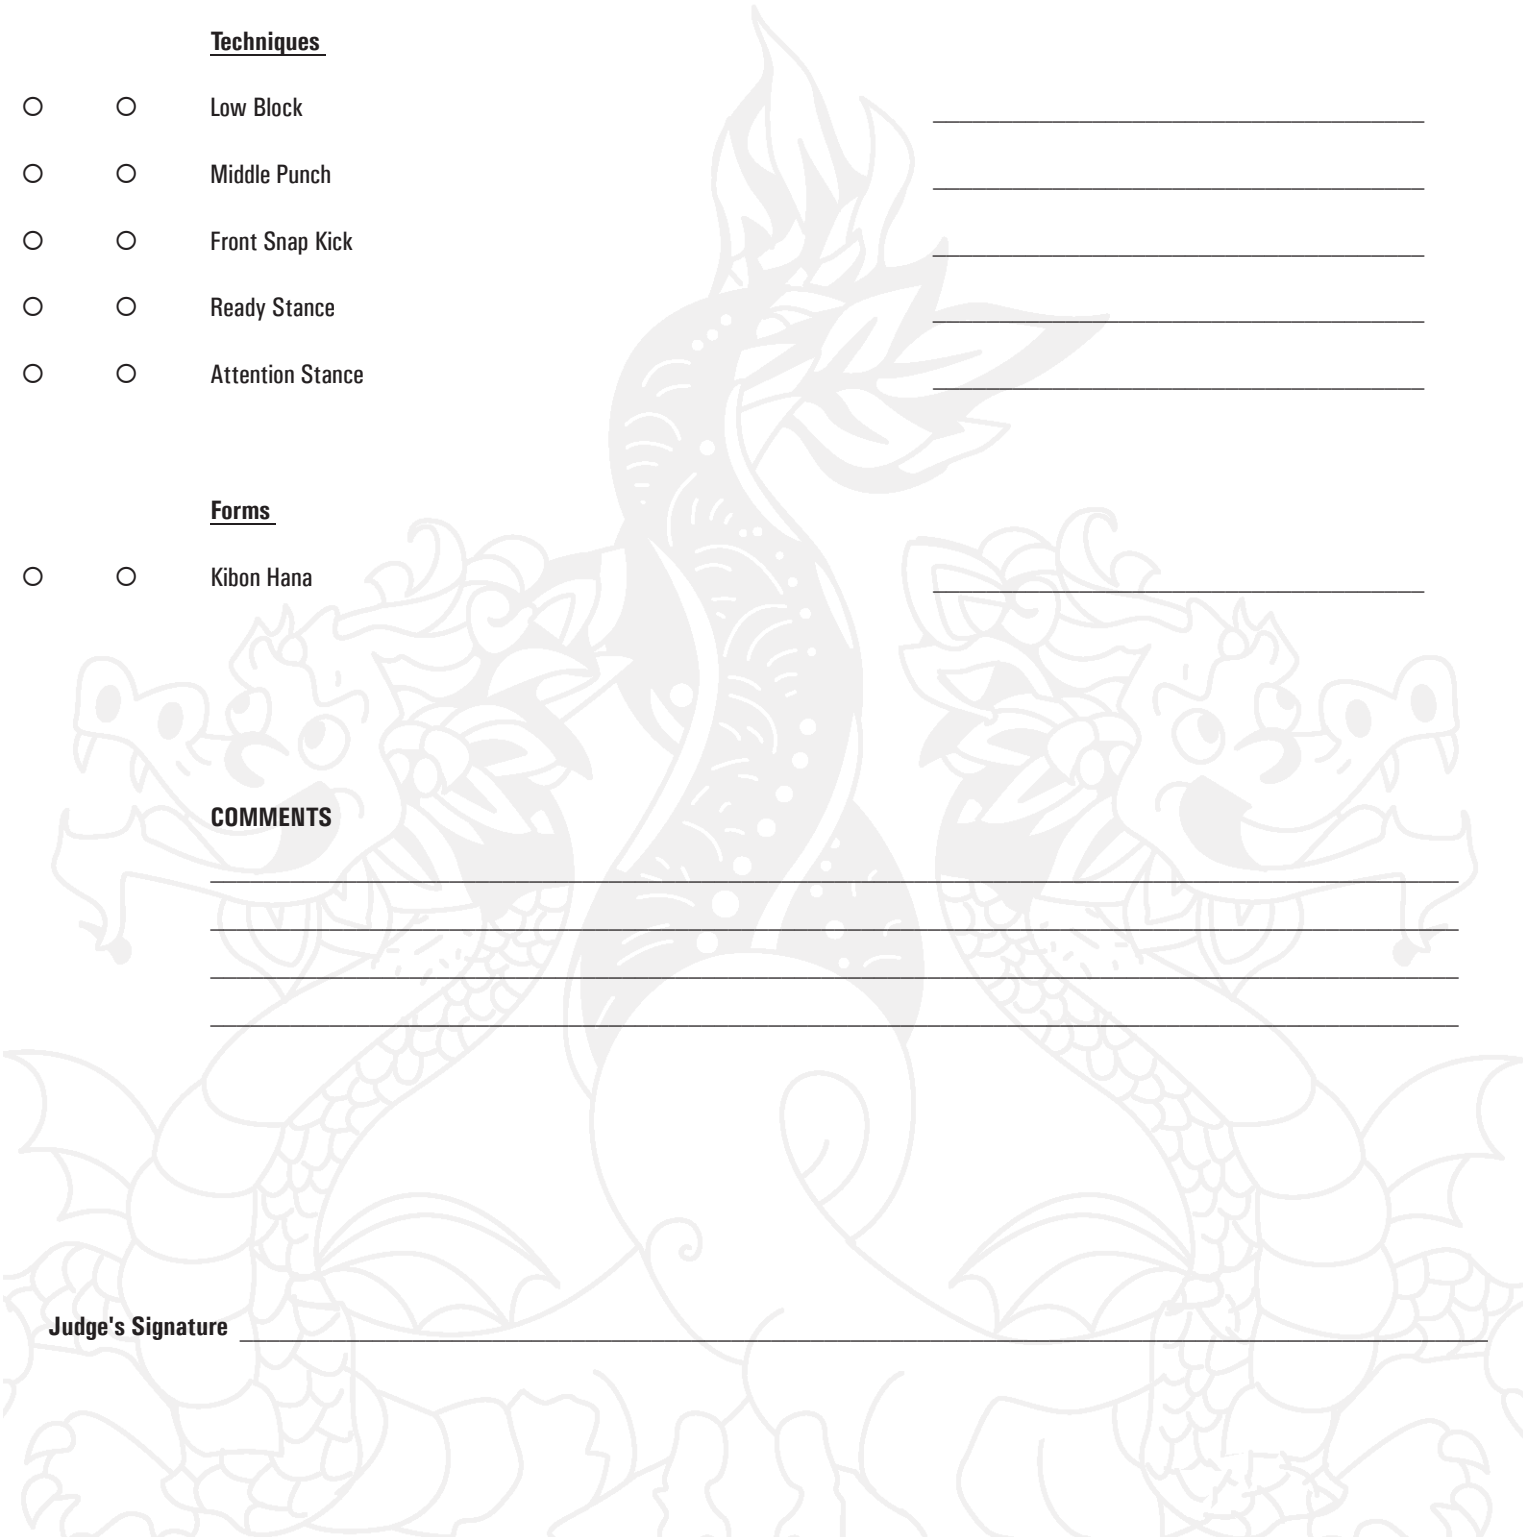 Techniques
Low Block
Middle Punch
Front Snap Kick
Ready Stance
Attention Stance
Forms
Kibon Hana
COMMENTS
Judge's Signature